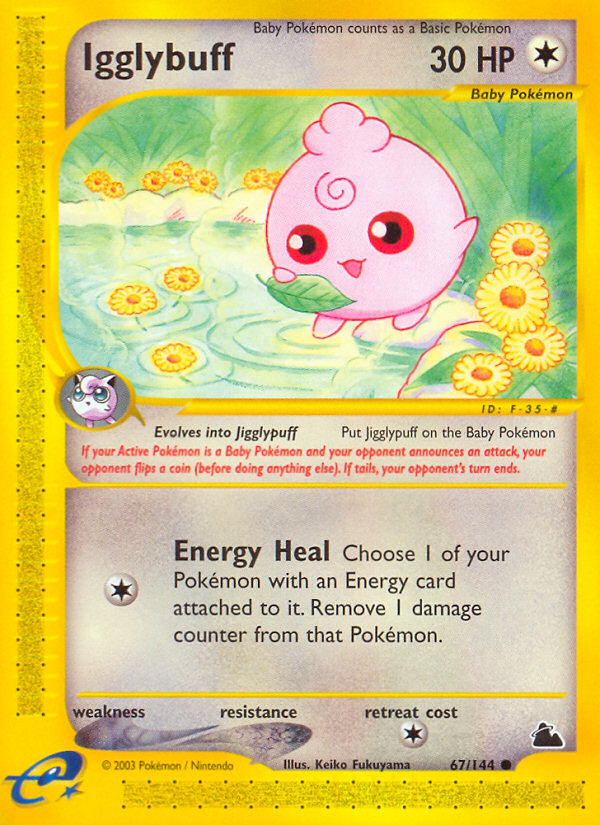 Baby Pokémon counts as a Basic Pokémon
Igglybuff
30 HP
Baby Pokémon
ID: F-35-#
Evolves into Jigglypuff
Put Jigglypuff on the Baby Pokémon
If your Active Pokémon is a Baby Pokémon and your opponent announces an attack, your
opponent flips a coin (before doing anything else). If tails, your opponent's turn ends.
Energy Heal Choose 1 of your
Pokémon with an Energy card
attached to it. Remove 1 damage
counter from that Pokémon.
weakness
resistance
retreat cost
© 2003 Pokémon / Nintendo
Illus. Keiko Fukuyama
67/144
e